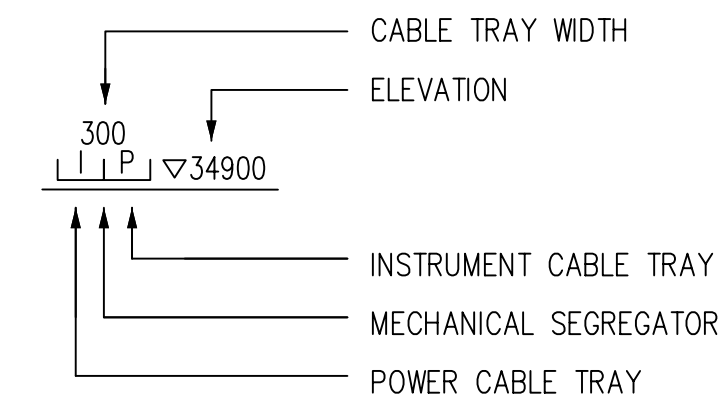 CABLE TRAY WIDTH
ELEVATION
300
I P ▽34900
INSTRUMENT CABLE TRAY
MECHANICAL SEGREGATOR
POWER CABLE TRAY